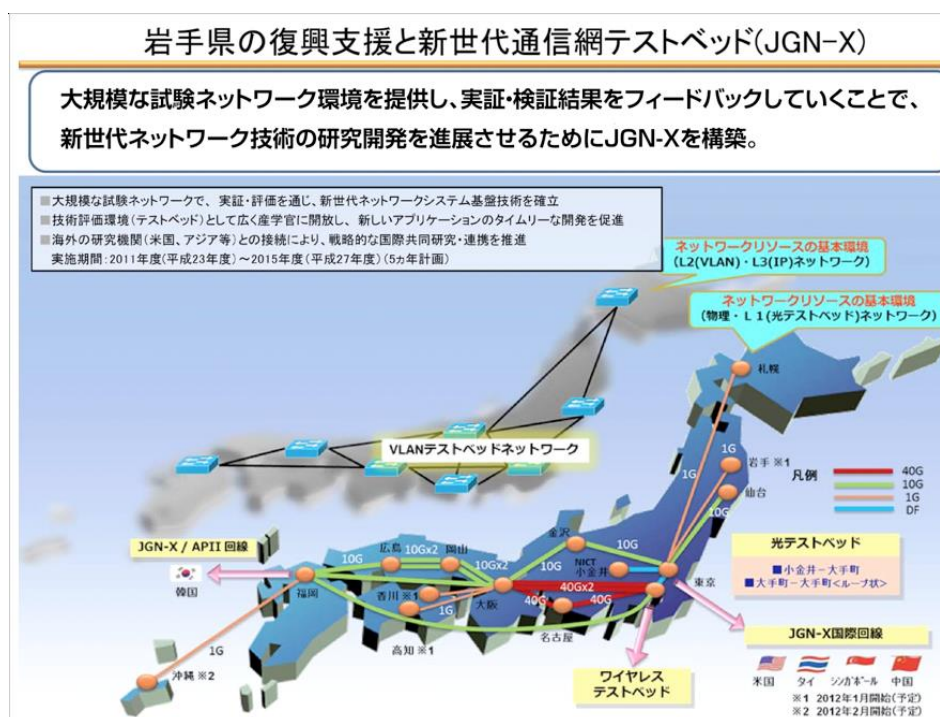 岩手県の復興支援と新世代通信網テストベッド(JGN-X)
大規模な試験ネットワーク環境を提供し、実証・検証結果をフィードバックしていくことで、
新世代ネットワーク技術の研究開発を進展させるためにJGN-Xを構築。
■大規模な試験ネットワークで、 実証・評価を通じ、新世代ネットワークシステム基盤技術を確立
■技術評価環境(テストベッド)として広く産学官に開放し、 新しいアプリケーションのタイムリーな開発を促進
■海外の研究機関(米国、アジア等)との接続により、戦略的な国際共同研究・連携を推進
実施期間:2011年度(平成23年度)～2015年度(平成27年度)(5ヵ年計画)
ネットワークリソースの基本環境
(L2(VLAN)・L3(IP)ネットワーク)
ネットワークリソースの基本環境
(物理・L1(光テストベッド)ネットワーク)
札幌
VLANテストベッドネットワーク
1G
1G
岩手 ※1
仙台
10G
凡例
40G
10G
1G
DF
JGN-X / APII 回線
韓国
10G
広島
10Gx2
岡山
10Gx2
金沢
10G
10G
NICT
小金井
東京
光テストベッド
■小金井－大手町
■大手町－大手町<ループ状>
福岡
香川 ※1
1G
高知 ※1
大阪
40Gx2
40G
40G
名古屋
1G
沖縄 ※2
ワイヤレス
テストベッド
JGN-X国際回線
米国
タイ
シンガポール
中国
※1 2012年1月開始(予定)
※2 2012年2月開始(予定)